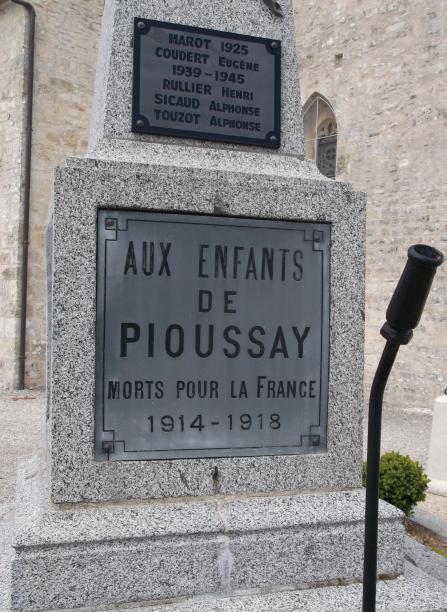 MAROT 1925
COUDERT EUGÈNE
1939-1945
RULLIER HENRI
SICAUD ALPHONSE
TOUZOT ALPHONSE
AUX ENFANTS
DE
PIOUSSAY
MORTS POUR LA FRANCE
1914-1918